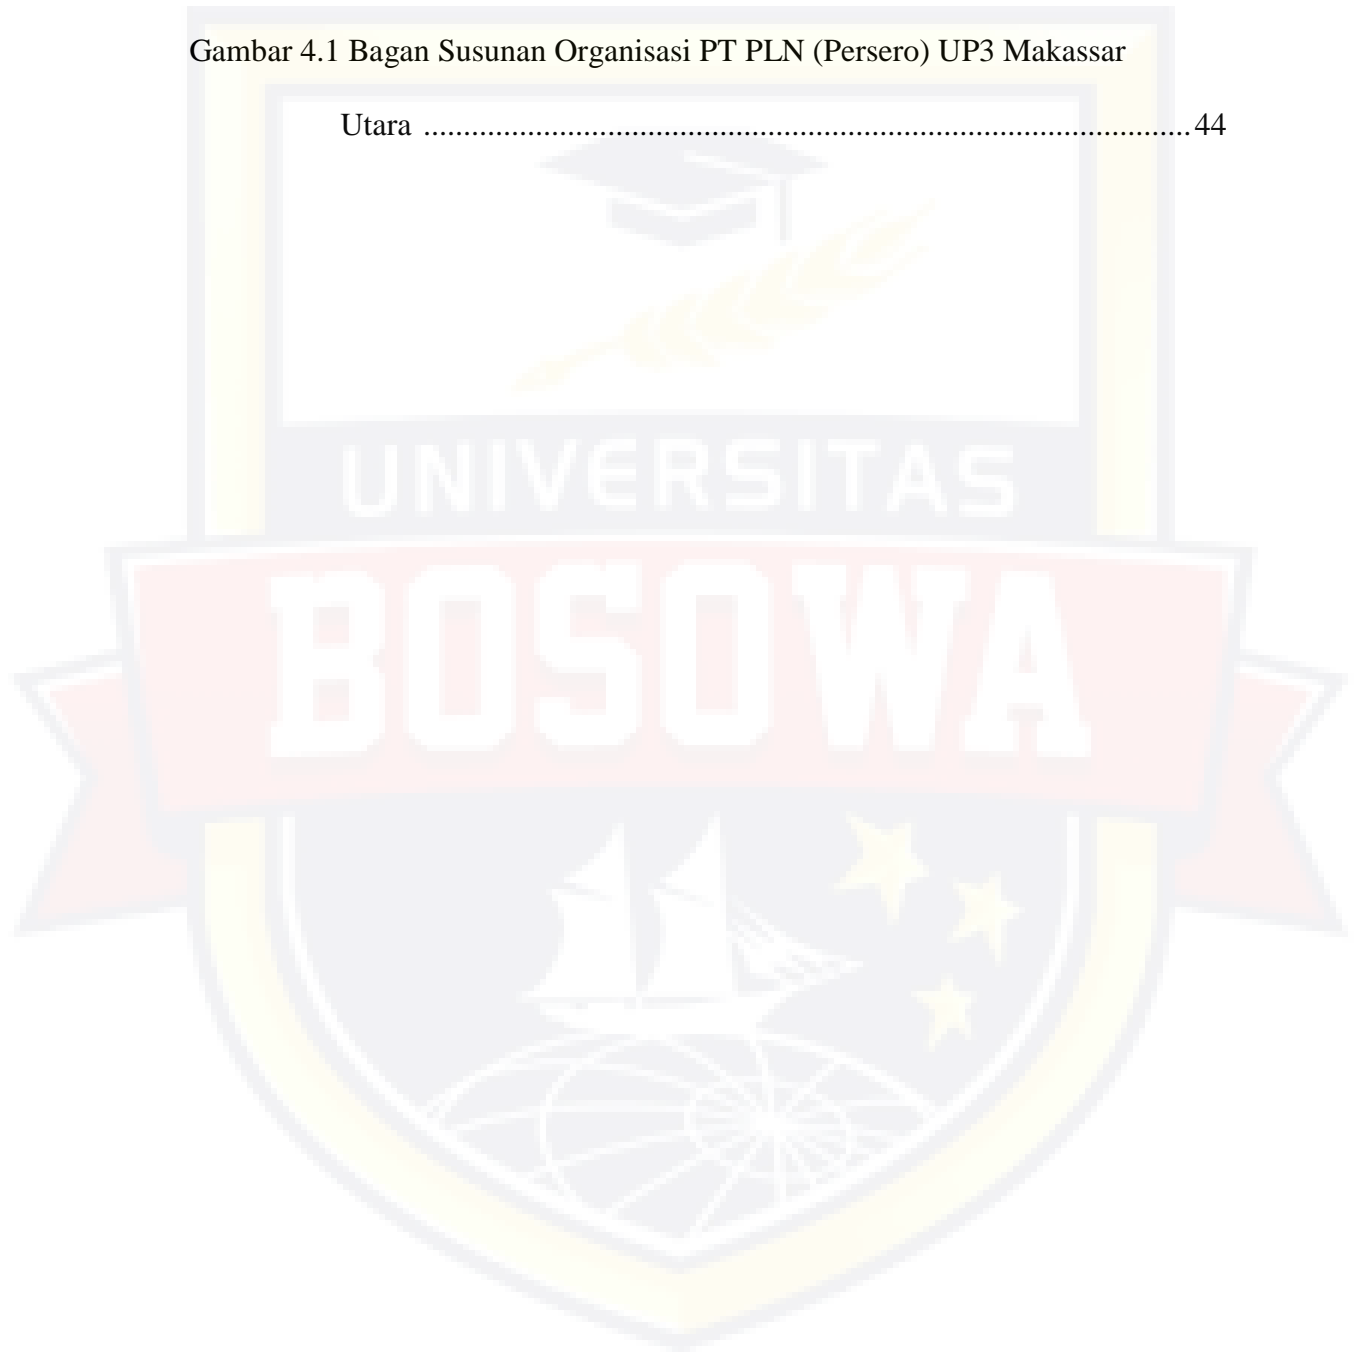 Gambar 4.1 Bagan Susunan Organisasi PT PLN (Persero) UP3 Makassar
Utara ................................................................................................ 44
UNIVERSITAS
BOSOWA